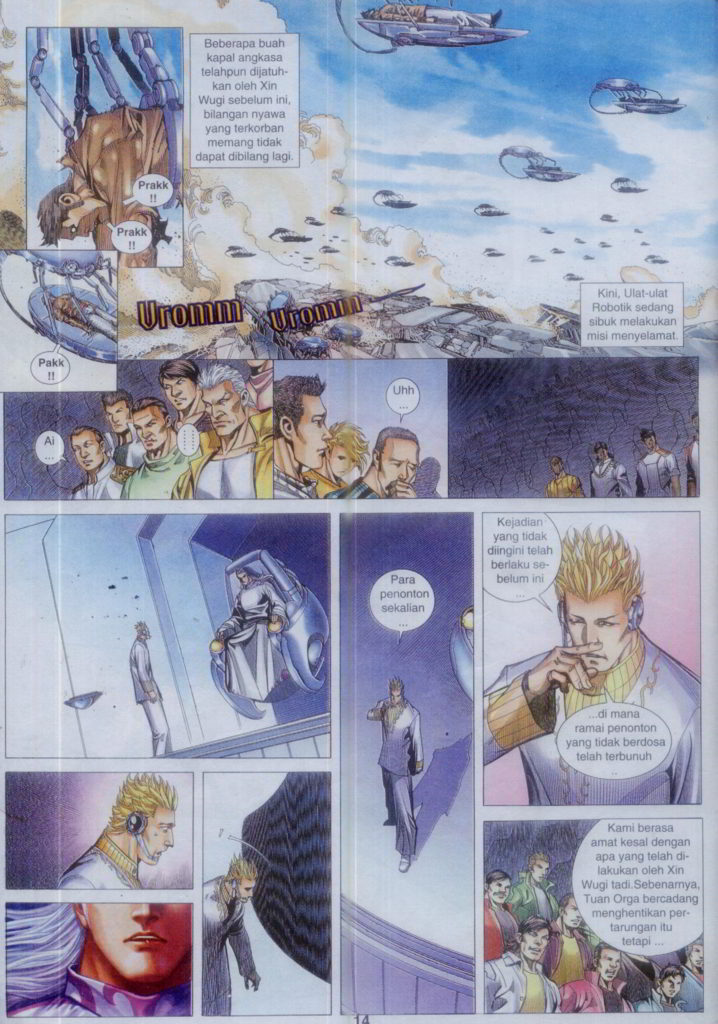 Beberapa buah
kapal angkasa
telahpun dijatuh-
kan oleh Xin
Wugi sebelum ini,
bilangan nyawa
yang terkorban
memang tidak
dapat dibilang lagi.
Prakk
!!
Prakk
!!
Uromm
Uromm
Kini, Ulat-ulat
Robotik sedang
sibuk melakukan
misi menyelamat.
Pakk
!!
Ai
...
Uhh
...
Para
penonton
sekalian
...
Kejadian
yang tidak
diingini telah
berlaku se-
belum ini
...
...di mana
ramai penonton
yang tidak berdosa
telah terbunuh
..
!
Kami berasa
amat kesal dengan
apa yang telah di-
lakukan oleh Xin
Wugi tadi.Sebenarnya,
Tuan Orga bercadang
menghentikan per-
tarungan itu
tetapi ...
14